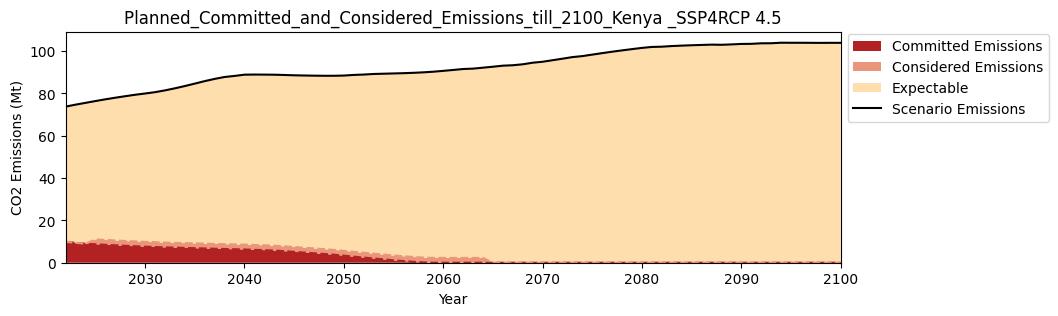 Planned_Committed_and_Considered_Emissions_till_2100_Kenya _SSP4RCP 4.5
CO2 Emissions (Mt)
100
80
60
40
20
0
2030 2040 2050 2060 2070 2080 2090 2100
Year
Committed Emissions
Considered Emissions
Expectable
Scenario Emissions